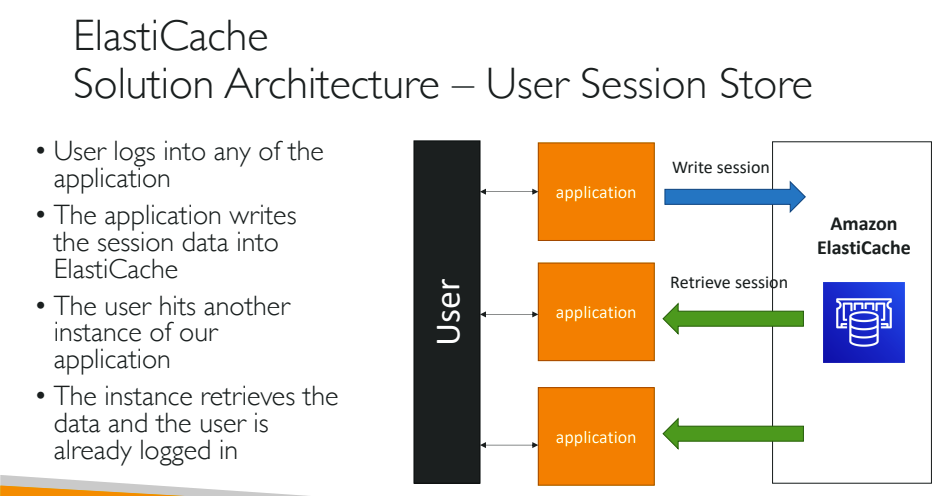 ElastiCache
Solution Architecture – User Session Store
• User logs into any of the
application
• The application writes
the session data into
ElastiCache
• The user hits another
instance of our
application
• The instance retrieves the
data and the user is
already logged in
User
application
application
application
Write session
Retrieve session
Amazon
ElastiCache